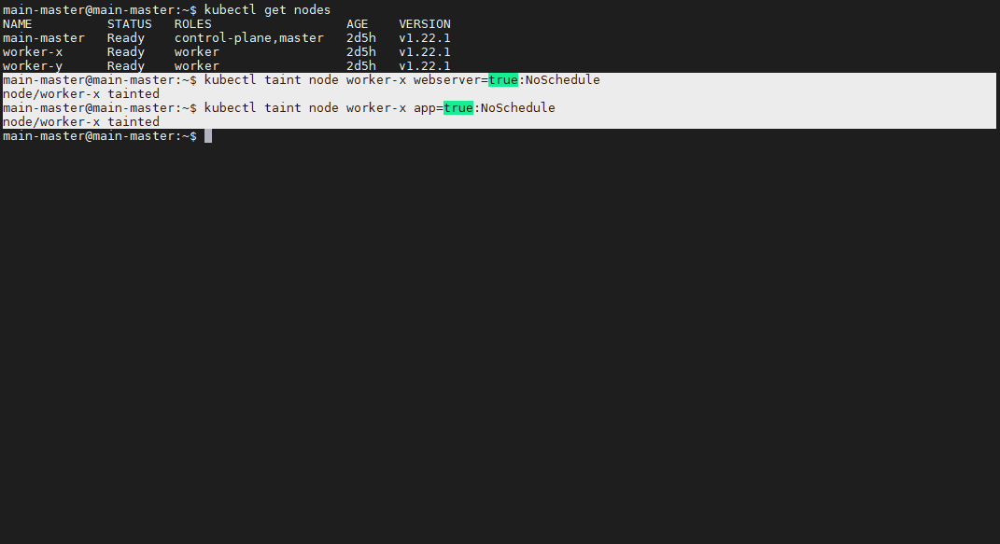 main-master@main-master:~$ kubectl get nodes
NAME          STATUS   ROLES                  AGE    VERSION
main-master   Ready    control-plane,master   2d5h   v1.22.1
worker-x      Ready    worker                 2d5h   v1.22.1
worker-y      Ready    worker                 2d5h   v1.22.1
main-master@main-master:~$ kubectl taint node worker-x webserver=true:NoSchedule
node/worker-x tainted
main-master@main-master:~$ kubectl taint node worker-x app=true:NoSchedule
node/worker-x tainted
main-master@main-master:~$